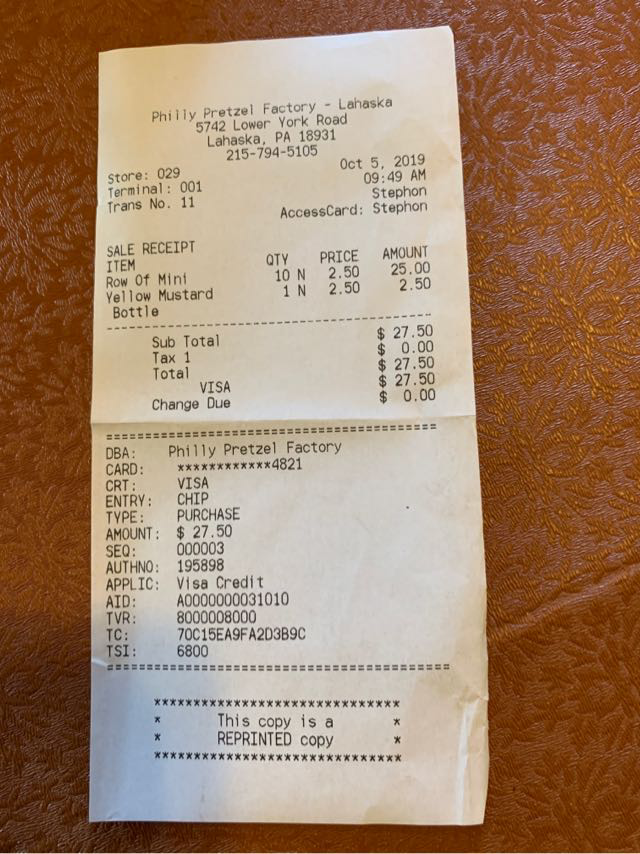 Philly Pretzel Factory - Lahaska
5742 Lower York Road
Lahaska, PA 18931
215-794-5105
Store: 029 Oct 5, 2019
Terminal: 001 09:49 AM
Trans No. 11 Stephon
AccessCard: Stephon
SALE RECEIPT
ITEM QTY PRICE AMOUNT
Row Of Mini 10 N 2.50 25.00
Yellow Mustard 1 N 2.50 2.50
Bottle
Sub Total $ 27.50
Tax 1 $ 0.00
Total $ 27.50
VISA $ 27.50
Change Due $ 0.00
================================
DBA: Philly Pretzel Factory
CARD: ************4821
CRT: VISA
ENTRY: CHIP
TYPE: PURCHASE
AMOUNT: $ 27.50
SEQ: 000003
AUTHNO: 195898
APPLIC: Visa Credit
AID: A0000000031010
TVR: 8000008000
TC: 70C15EA9FA2D3B9C
TSI: 6800
================================
******************************
* This copy is a *
* REPRINTED copy *
******************************